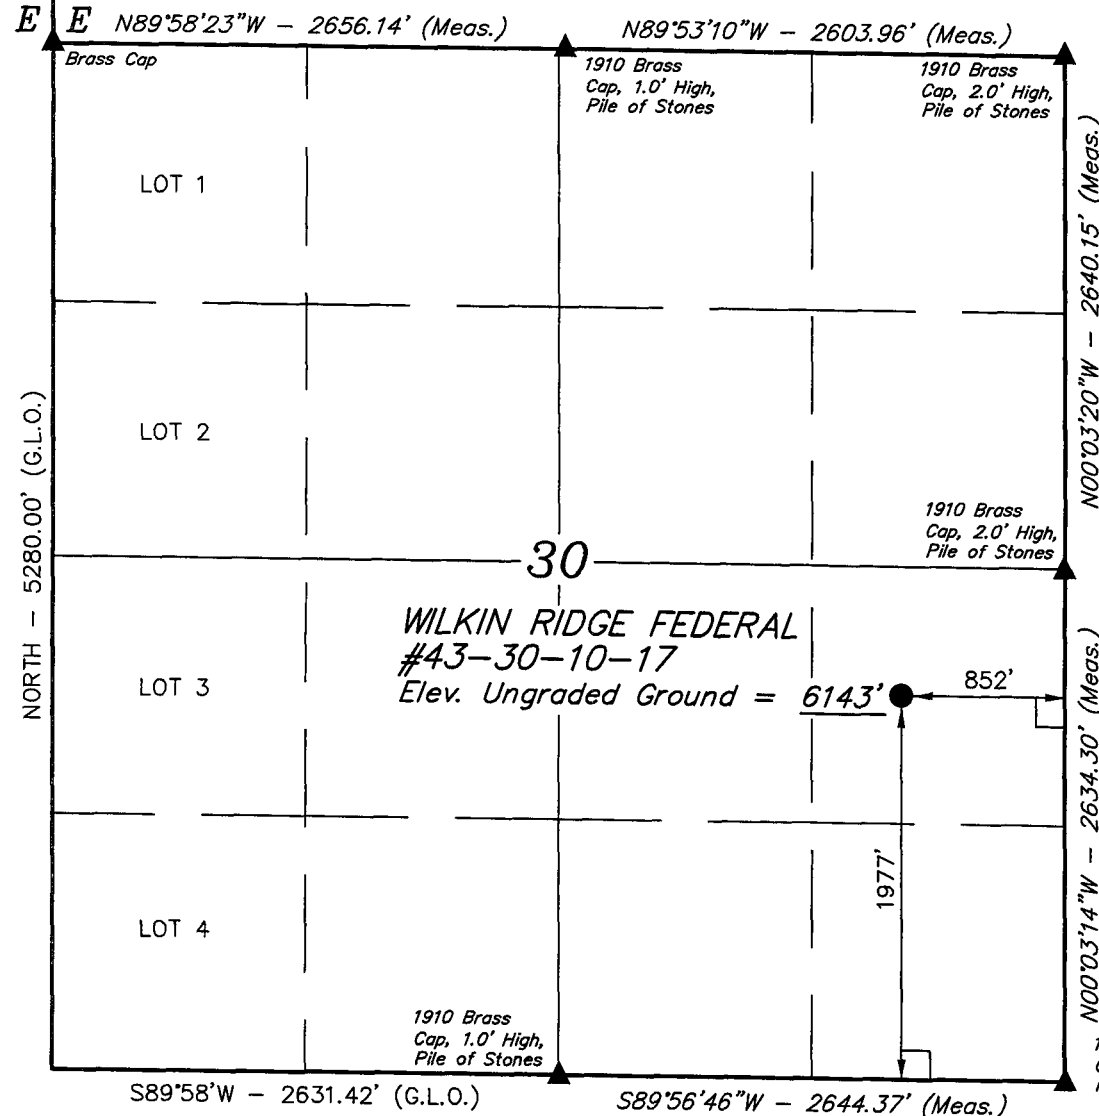 E E N89°58'23"W - 2656.14' (Meas.)
N89°53'10"W - 2603.96' (Meas.)
Brass Cap
1910 Brass
Cap, 1.0' High,
Pile of Stones
1910 Brass
Cap, 2.0' High,
Pile of Stones
LOT 1
N00°03'20"W - 2640.15' (Meas.)
LOT 2
NORTH - 5280.00' (G.L.O.)
1910 Brass
Cap, 2.0' High,
Pile of Stones
30
WILKIN RIDGE FEDERAL
#43-30-10-17
Elev. Ungraded Ground = 6143'
852'
LOT 3
N00°03'14"W - 2634.30' (Meas.)
1977'
LOT 4
1910 Brass
Cap, 1.0' High,
Pile of Stones
S89°58'W - 2631.42' (G.L.O.)
S89°56'46"W - 2644.37' (Meas.)